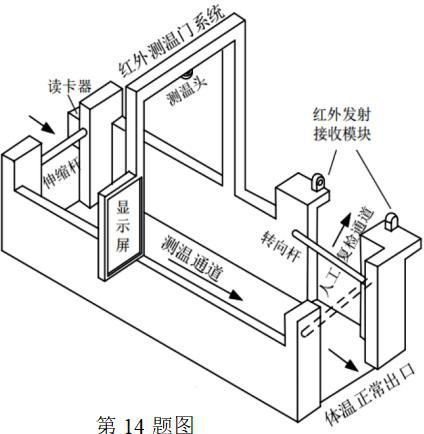 红外测温门系统
读卡器
测温头
红外发射
接收模块
伸缩杆
显示屏
转向杆
人工复检通道
测温通道
体温正常出口
第 14 题图